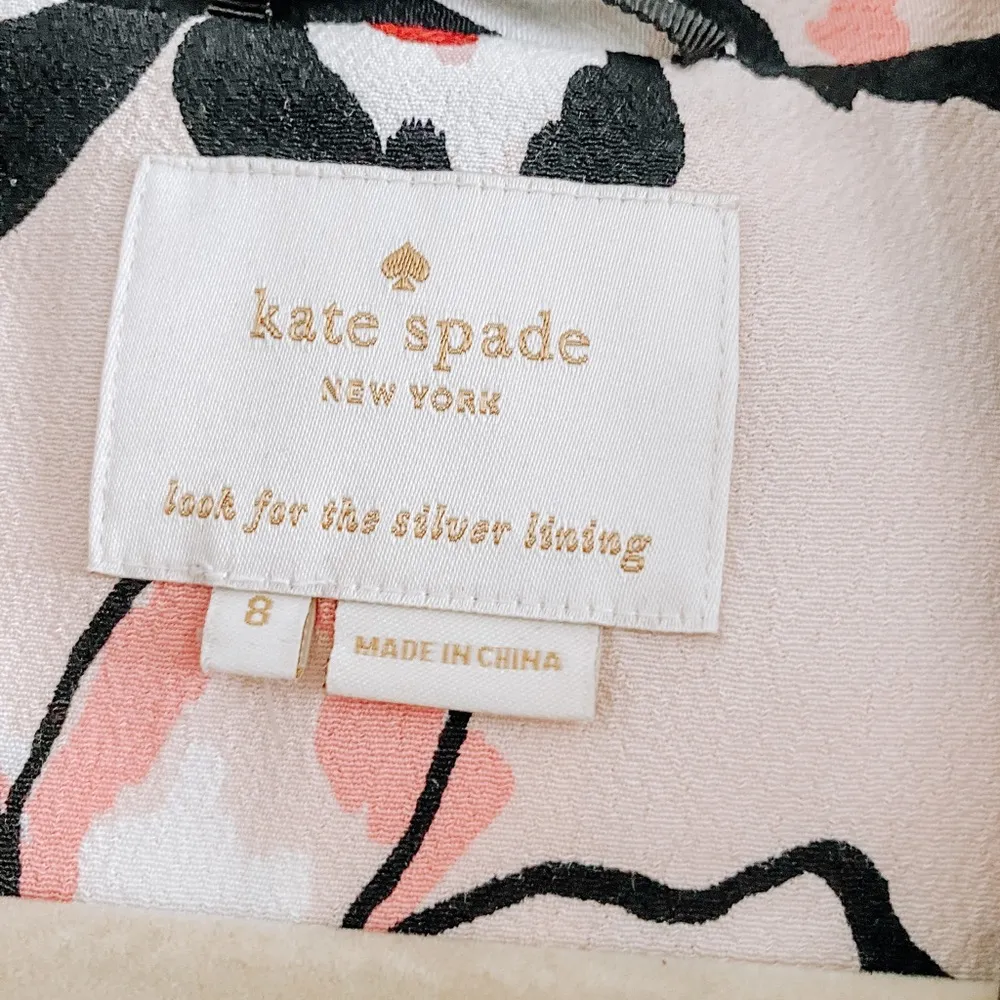 kate spade
NEW YORK
look for the silver lining
8
MADE IN CHINA